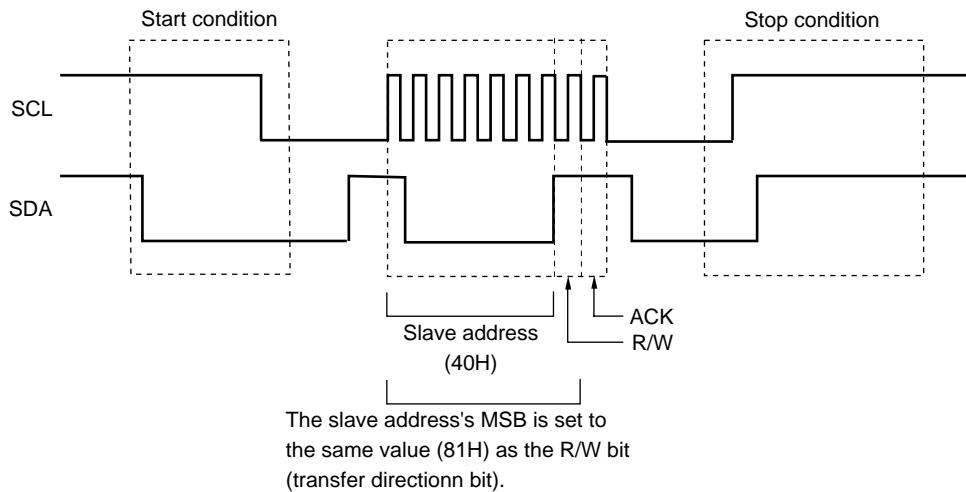 Start condition
Stop condition
SCL
SDA
ACK
R/W
Slave address
(40H)
The slave address's MSB is set to
the same value (81H) as the R/W bit
(transfer directionn bit).